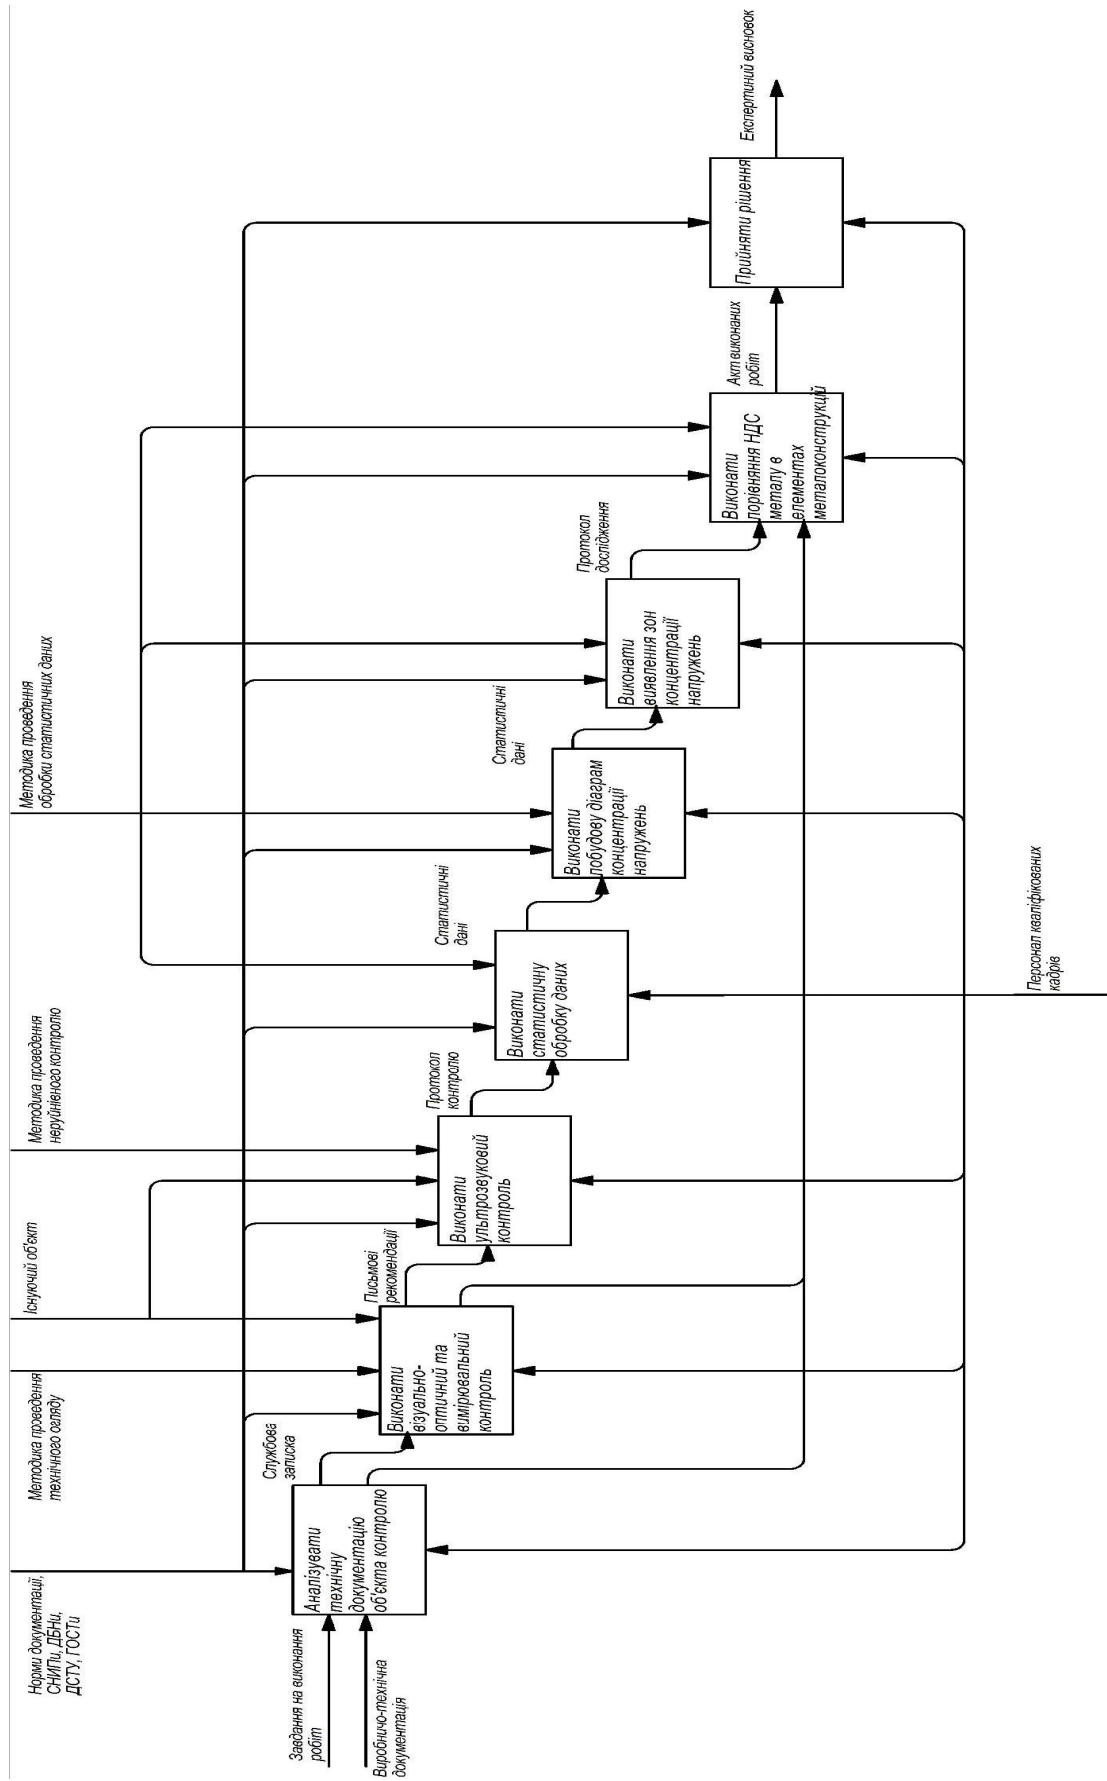 Норми документації,
СНИПи, ДБНи,
ДСТУ, ГОСТи
Методика проведення
технічного огляду
Існуючий об'єкт
Методика проведення
неруйнівного контролю
Методика проведення
обробки статистичних даних
Завдання на виконання
робіт
Виробничо-технічна
документація
Аналізувати
технічну
документацію
об'єкта контролю
Службова
записка
Виконати
візуально-
оптичний та
вимірювальний
контроль
Письмові
рекомендації
Виконати
ультрозвуковий
контроль
Протокол
контролю
Виконати
статистичну
обробку даних
Статистичні
дані
Виконати
побудову діаграм
концентрації
напружень
Статистичні
дані
Виконати
виявлення зон
концентрації
напружень
Протокол
дослідження
Виконати
порівняння НДС
металу в
елементах
металоконструкцій
Акт виконаних
робіт
Прийняти рішення
Експертиний висновок
Персонал кваліфікованих
кадрів